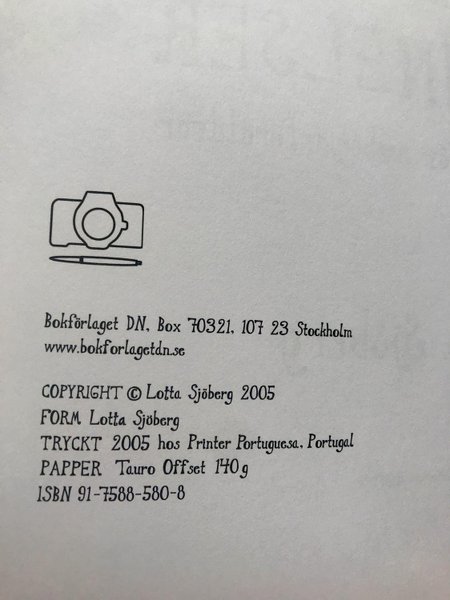 Bokförlaget DN, Box 70321, 107 23 Stockholm
www.bokforlagetdn.se
COPYRIGHT © Lotta Sjöberg 2005
FORM Lotta Sjöberg
TRYCKT 2005 hos Printer Portuguesa, Portugal
PAPPER Tauro Offset 140g
ISBN 91-7588-580-8